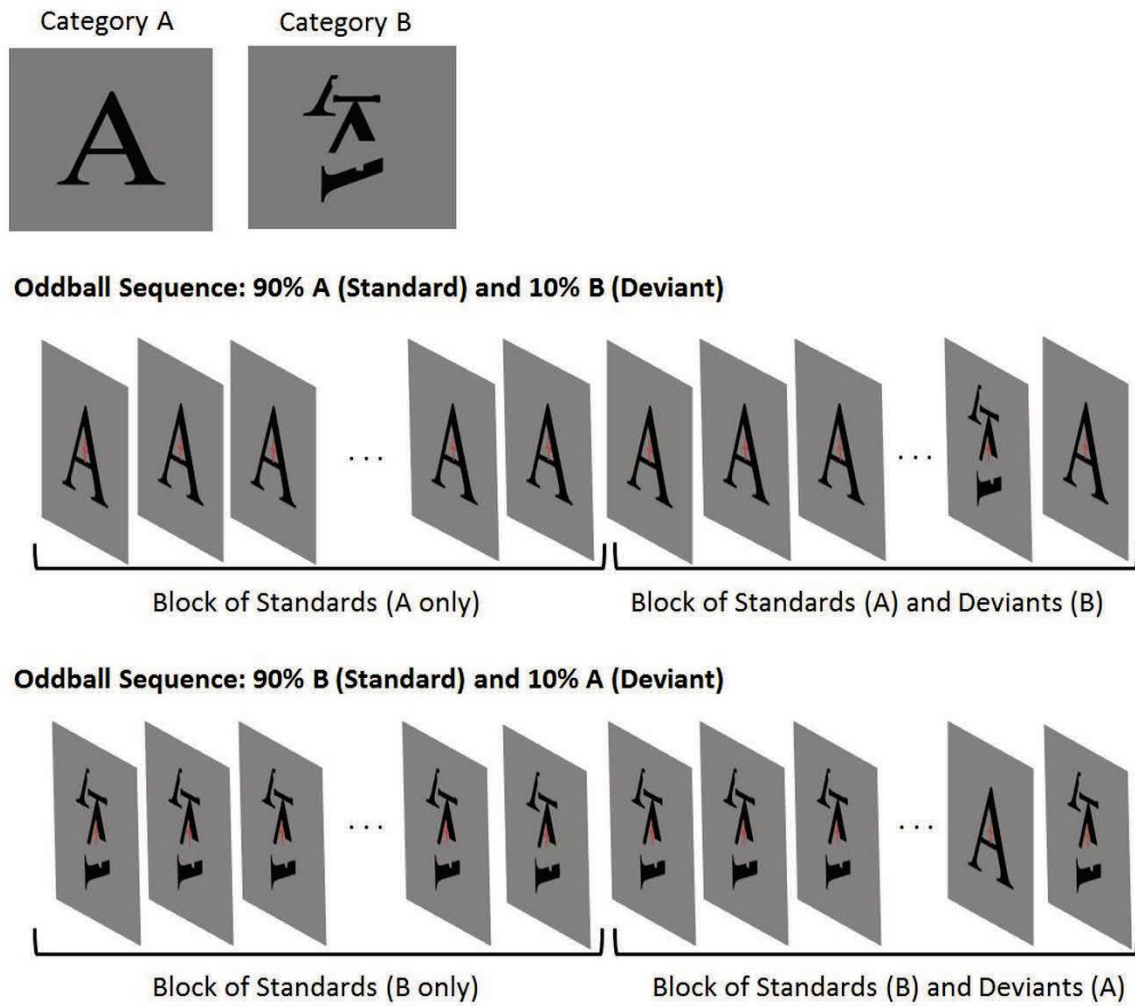 Category A
Category B
A
Oddball Sequence: 90% A (Standard) and 10% B (Deviant)
A A A ... A A A A A ... A
Block of Standards (A only)
Block of Standards (A) and Deviants (B)
Oddball Sequence: 90% B (Standard) and 10% A (Deviant)
... ... A
Block of Standards (B only)
Block of Standards (B) and Deviants (A)